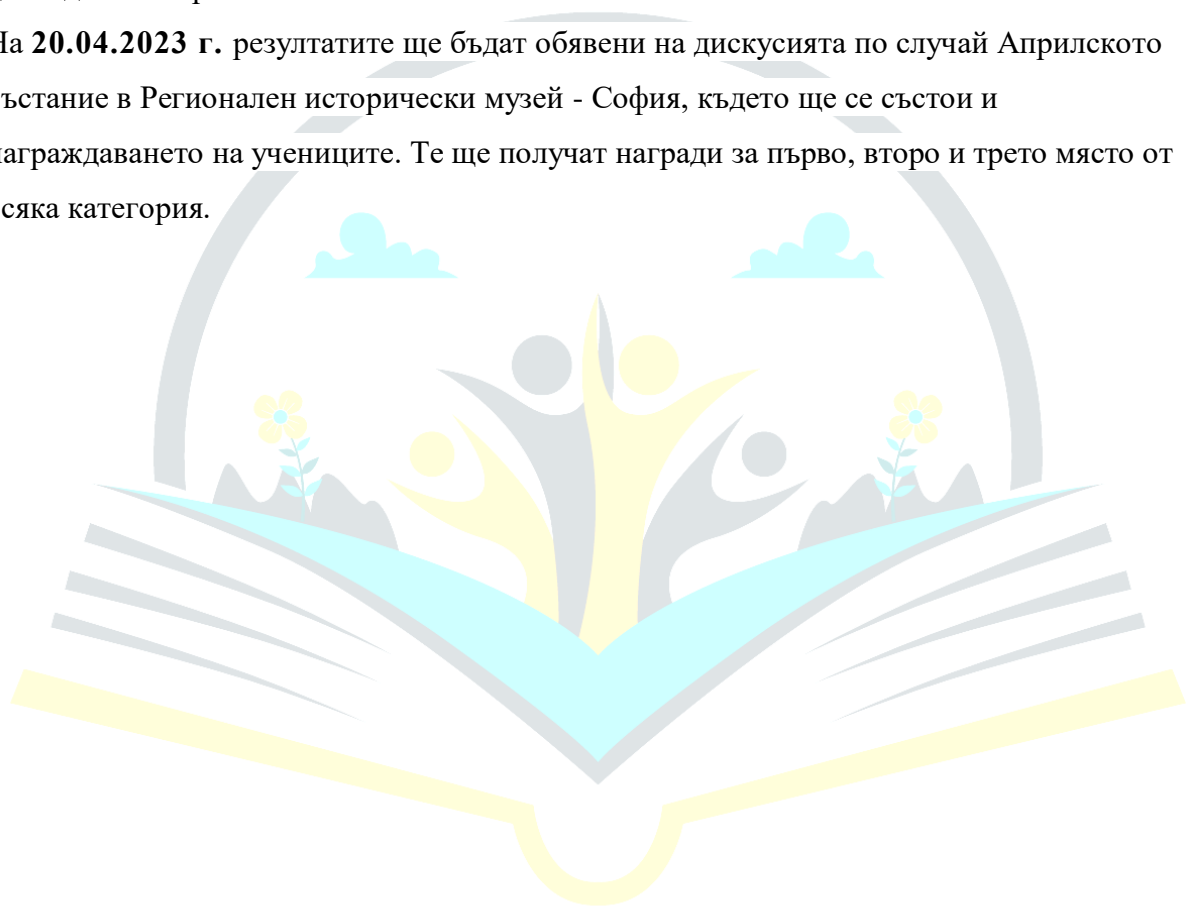 На 20.04.2023 г. резултатите ще бъдат обявени на дискусията по случай Априлското
ъстание в Регионален исторически музей - София, където ще се състои и
аграждаването на учениците. Те ще получат награди за първо, второ и трето място от
сяка категория.